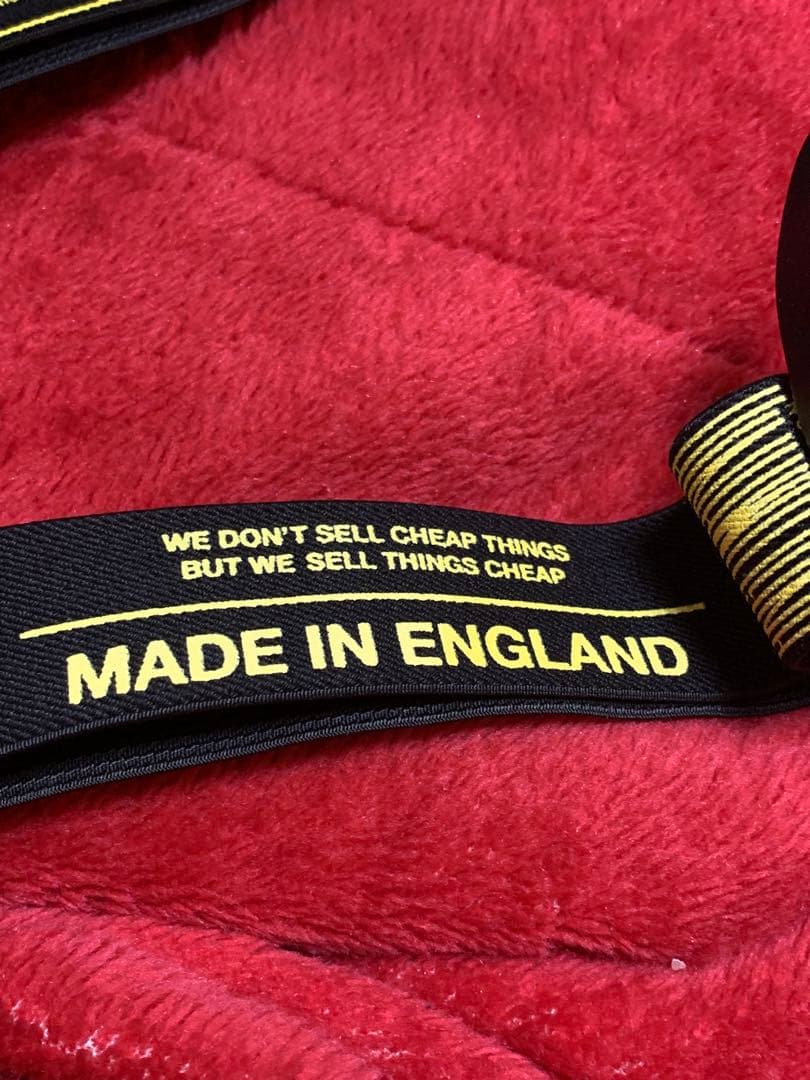 WE DON'T SELL CHEAP THINGS
BUT WE SELL THINGS CHEAP
MADE IN ENGLAND